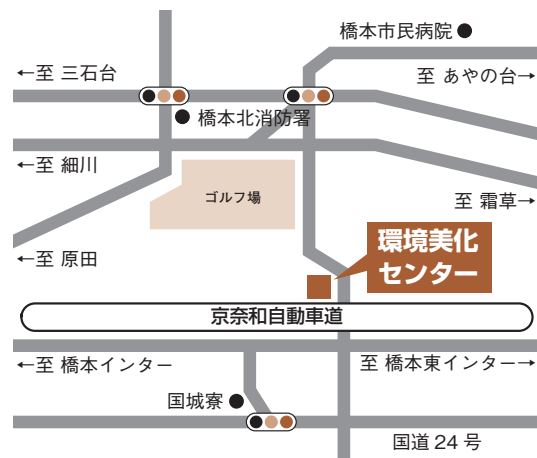 橋本市民病院
←至 三石台
至 あやの台→
橋本北消防署
←至 細川
ゴルフ場
至 霜草→
環境美化
センター
←至 原田
京奈和自動車道
←至 橋本インター
至 橋本東インター→
国城寮
国道24号